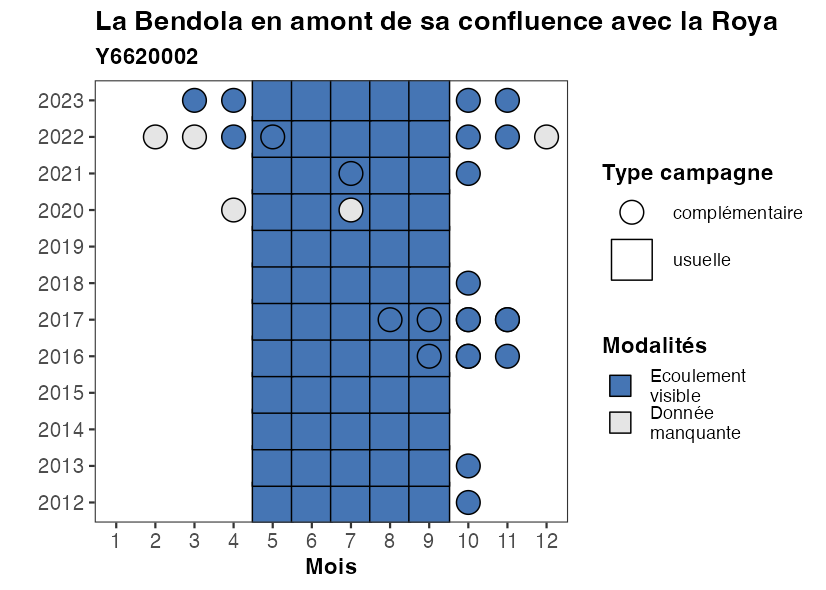 La Bendola en amont de sa confluence avec la Roya
Y6620002
2023
2022
2021
2020
2019
2018
2017
2016
2015
2014
2013
2012
1 2 3 4 5 6 7 8 9 10 11 12
Mois
Type campagne
complémentaire
usuelle
Modalités
Ecoulement
visible
Donnée
manquante